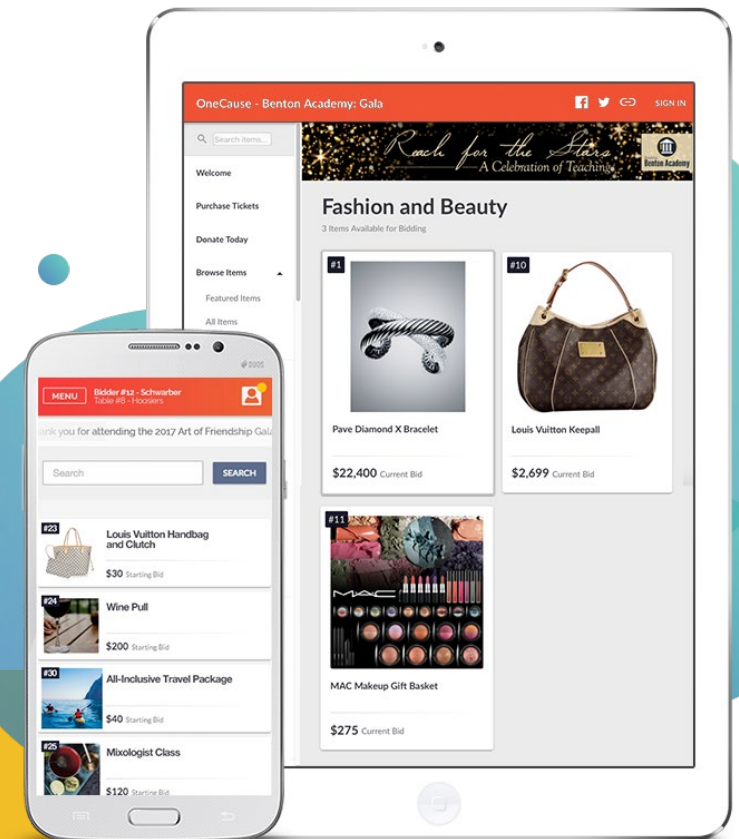 OneCause - Benton Academy: Gala
SIGN IN
Search items...
Welcome
Purchase Tickets
Donate Today
Browse Items
Featured Items
All Items
Reach for the Stars
A Celebration of Teaching
Benton Academy
Fashion and Beauty
3 Items Available for Bidding
#1
Pave Diamond X Bracelet
$22,400 Current Bid
#10
Louis Vuitton Keepall
$2,699 Current Bid
#11
MAC
MAC Makeup Gift Basket
$275 Current Bid
MENU
Bidder #12 - Schwarber
Table #8 - Hoosiers
you for attending the 2017 Art of Friendship
Search
SEARCH
#23
Louis Vuitton Handbag
and Clutch
$30 Starting Bid
#24
Wine Pull
$200 Starting Bid
#30
All-Inclusive Travel Package
$40 Starting Bid
#25
Mixologist Class
$120 Starting Bid